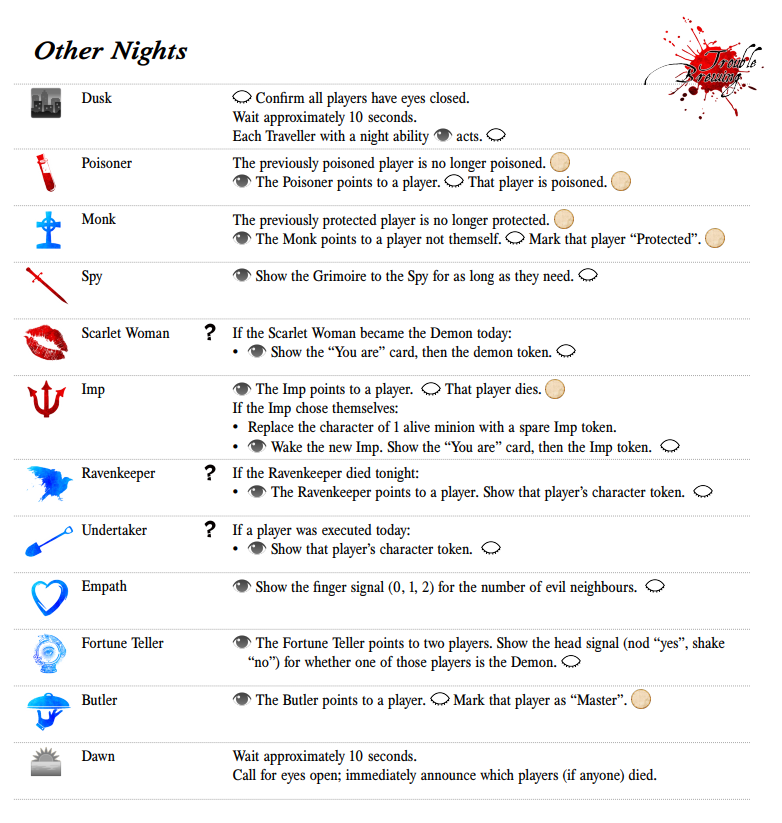 Other Nights
Trouble
Brewing
Dusk
Confirm all players have eyes closed.
Wait approximately 10 seconds.
Each Traveller with a night ability acts.
Poisoner
The previously poisoned player is no longer poisoned.
The Poisoner points to a player. That player is poisoned.
Monk
The previously protected player is no longer protected.
The Monk points to a player not themself. Mark that player “Protected”.
Spy
Show the Grimoire to the Spy for as long as they need.
Scarlet Woman ? If the Scarlet Woman became the Demon today:
• Show the “You are” card, then the demon token.
Imp
The Imp points to a player. That player dies.
If the Imp chose themselves:
• Replace the character of 1 alive minion with a spare Imp token.
• Wake the new Imp. Show the “You are” card, then the Imp token.
Ravenkeeper ? If the Ravenkeeper died tonight:
• The Ravenkeeper points to a player. Show that player’s character token.
Undertaker ? If a player was executed today:
• Show that player’s character token.
Empath
Show the finger signal (0, 1, 2) for the number of evil neighbours.
Fortune Teller
The Fortune Teller points to two players. Show the head signal (nod “yes”, shake
“no”) for whether one of those players is the Demon.
Butler
The Butler points to a player. Mark that player as “Master”.
Dawn
Wait approximately 10 seconds.
Call for eyes open; immediately announce which players (if anyone) died.